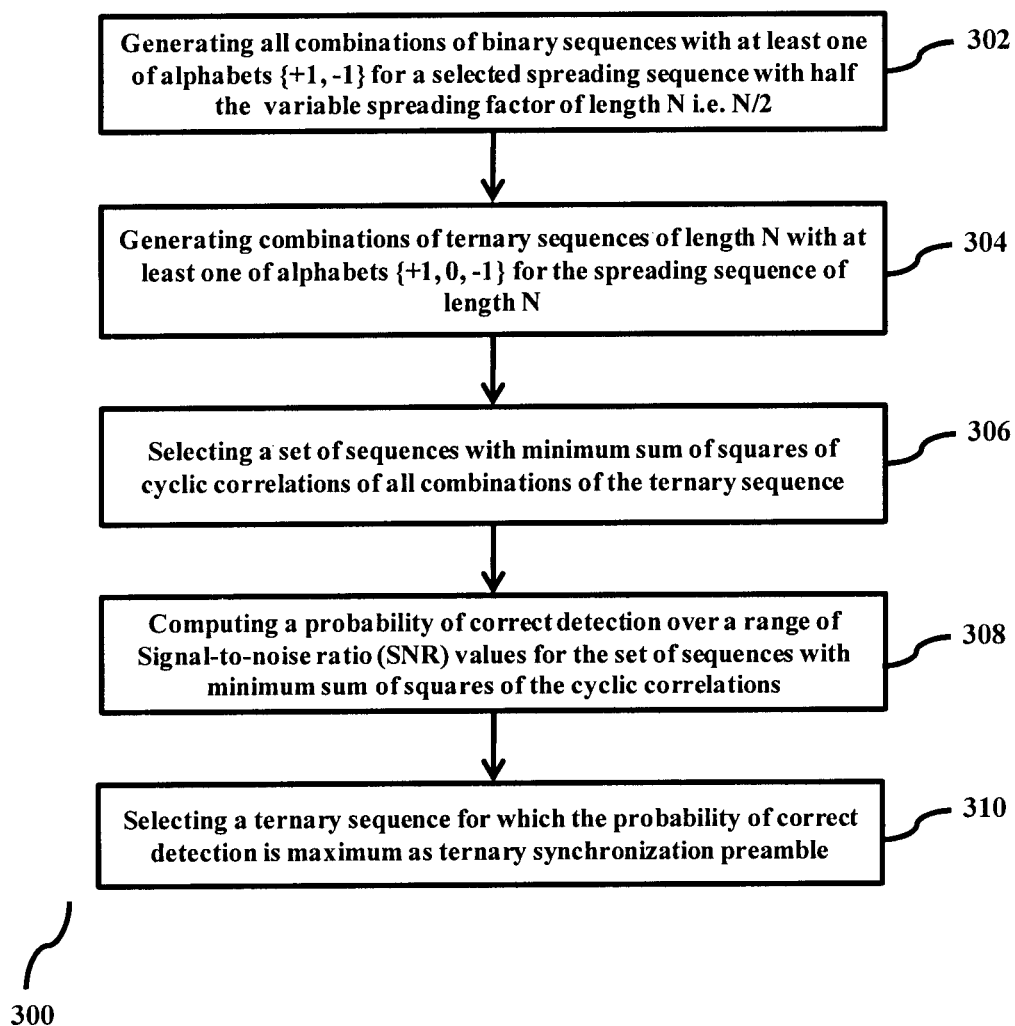 Generating all combinations of binary sequences with at least one
of alphabets {+1, -1} for a selected spreading sequence with half
the variable spreading factor of length N i.e. N/2
302
Generating combinations of ternary sequences of length N with at
least one of alphabets {+1, 0, -1} for the spreading sequence of
length N
304
Selecting a set of sequences with minimum sum of squares of
cyclic correlations of all combinations of the ternary sequence
306
Computing a probability of correct detection over a range of
Signal-to-noise ratio (SNR) values for the set of sequences with
minimum sum of squares of the cyclic correlations
308
Selecting a ternary sequence for which the probability of correct
detection is maximum as ternary synchronization preamble
310
300